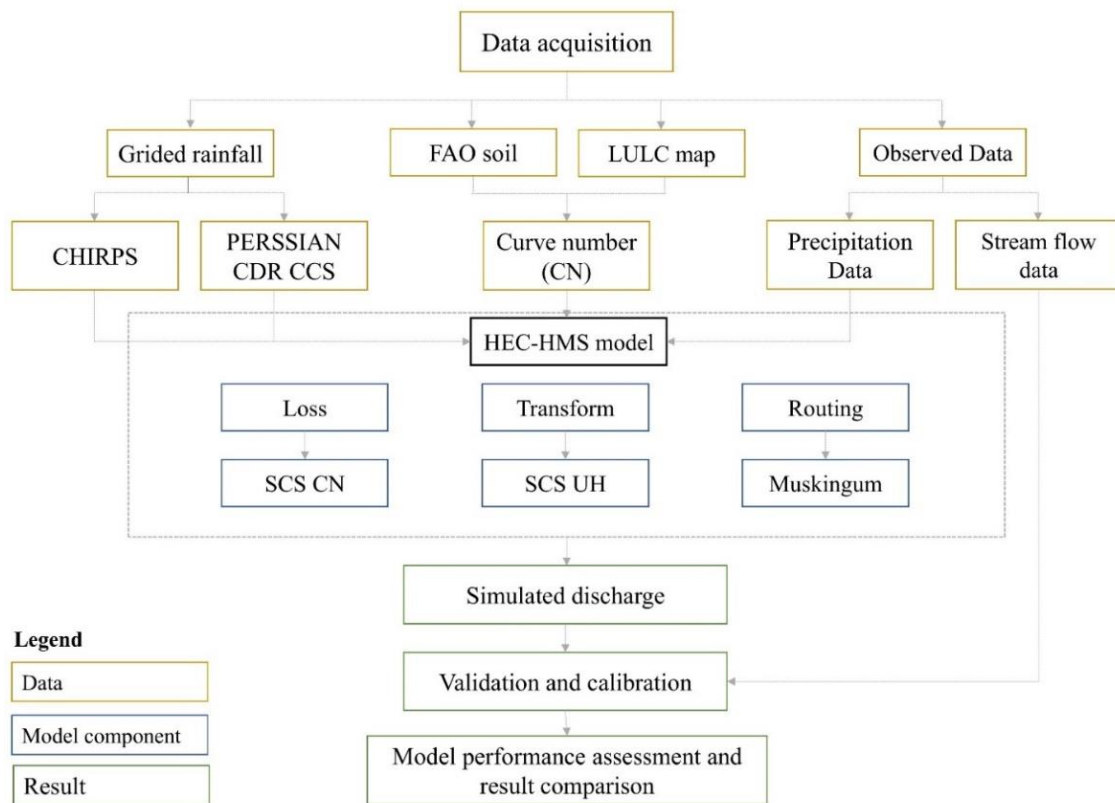 Data acquisition
Grided rainfall
FAO soil
LULC map
Observed Data
CHIRPS
PERSSIAN
CDR CCS
Curve number
(CN)
Precipitation
Data
Stream flow
data
HEC-HMS model
Loss
Transform
Routing
SCS CN
SCS UH
Muskingum
Simulated discharge
Validation and calibration
Model performance assessment and
result comparison
Legend
Data
Model component
Result